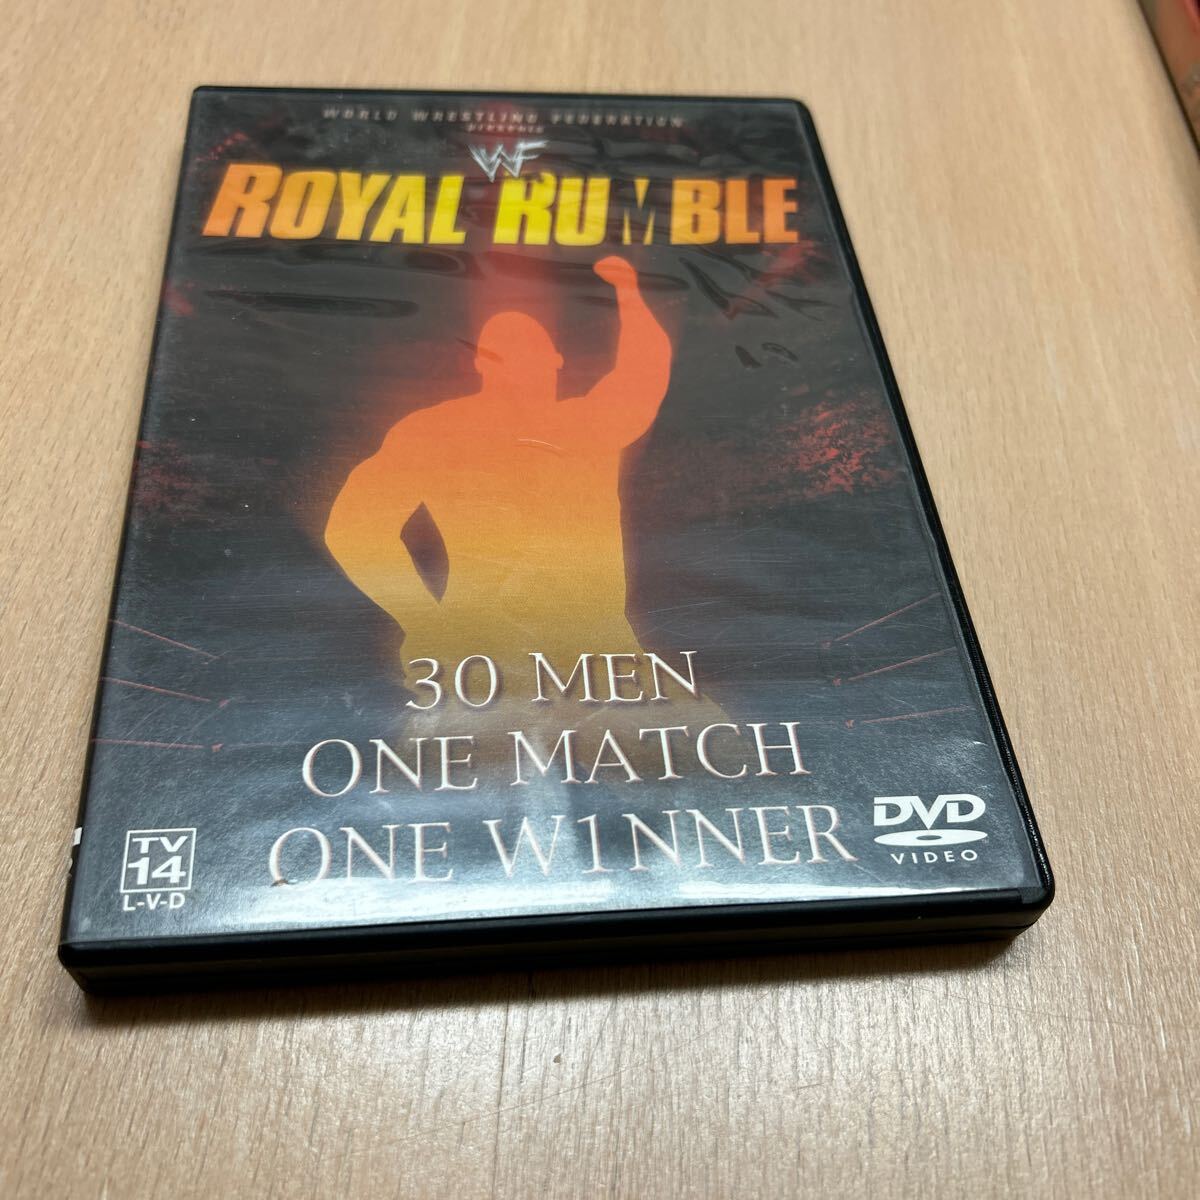 WORLD WRESTLING FEDERATION
PRESENTS
WF
ROYAL RUMBLE
30 MEN
ONE MATCH
ONE W1NNER
TV
14
L-V-D
DVD
VIDEO